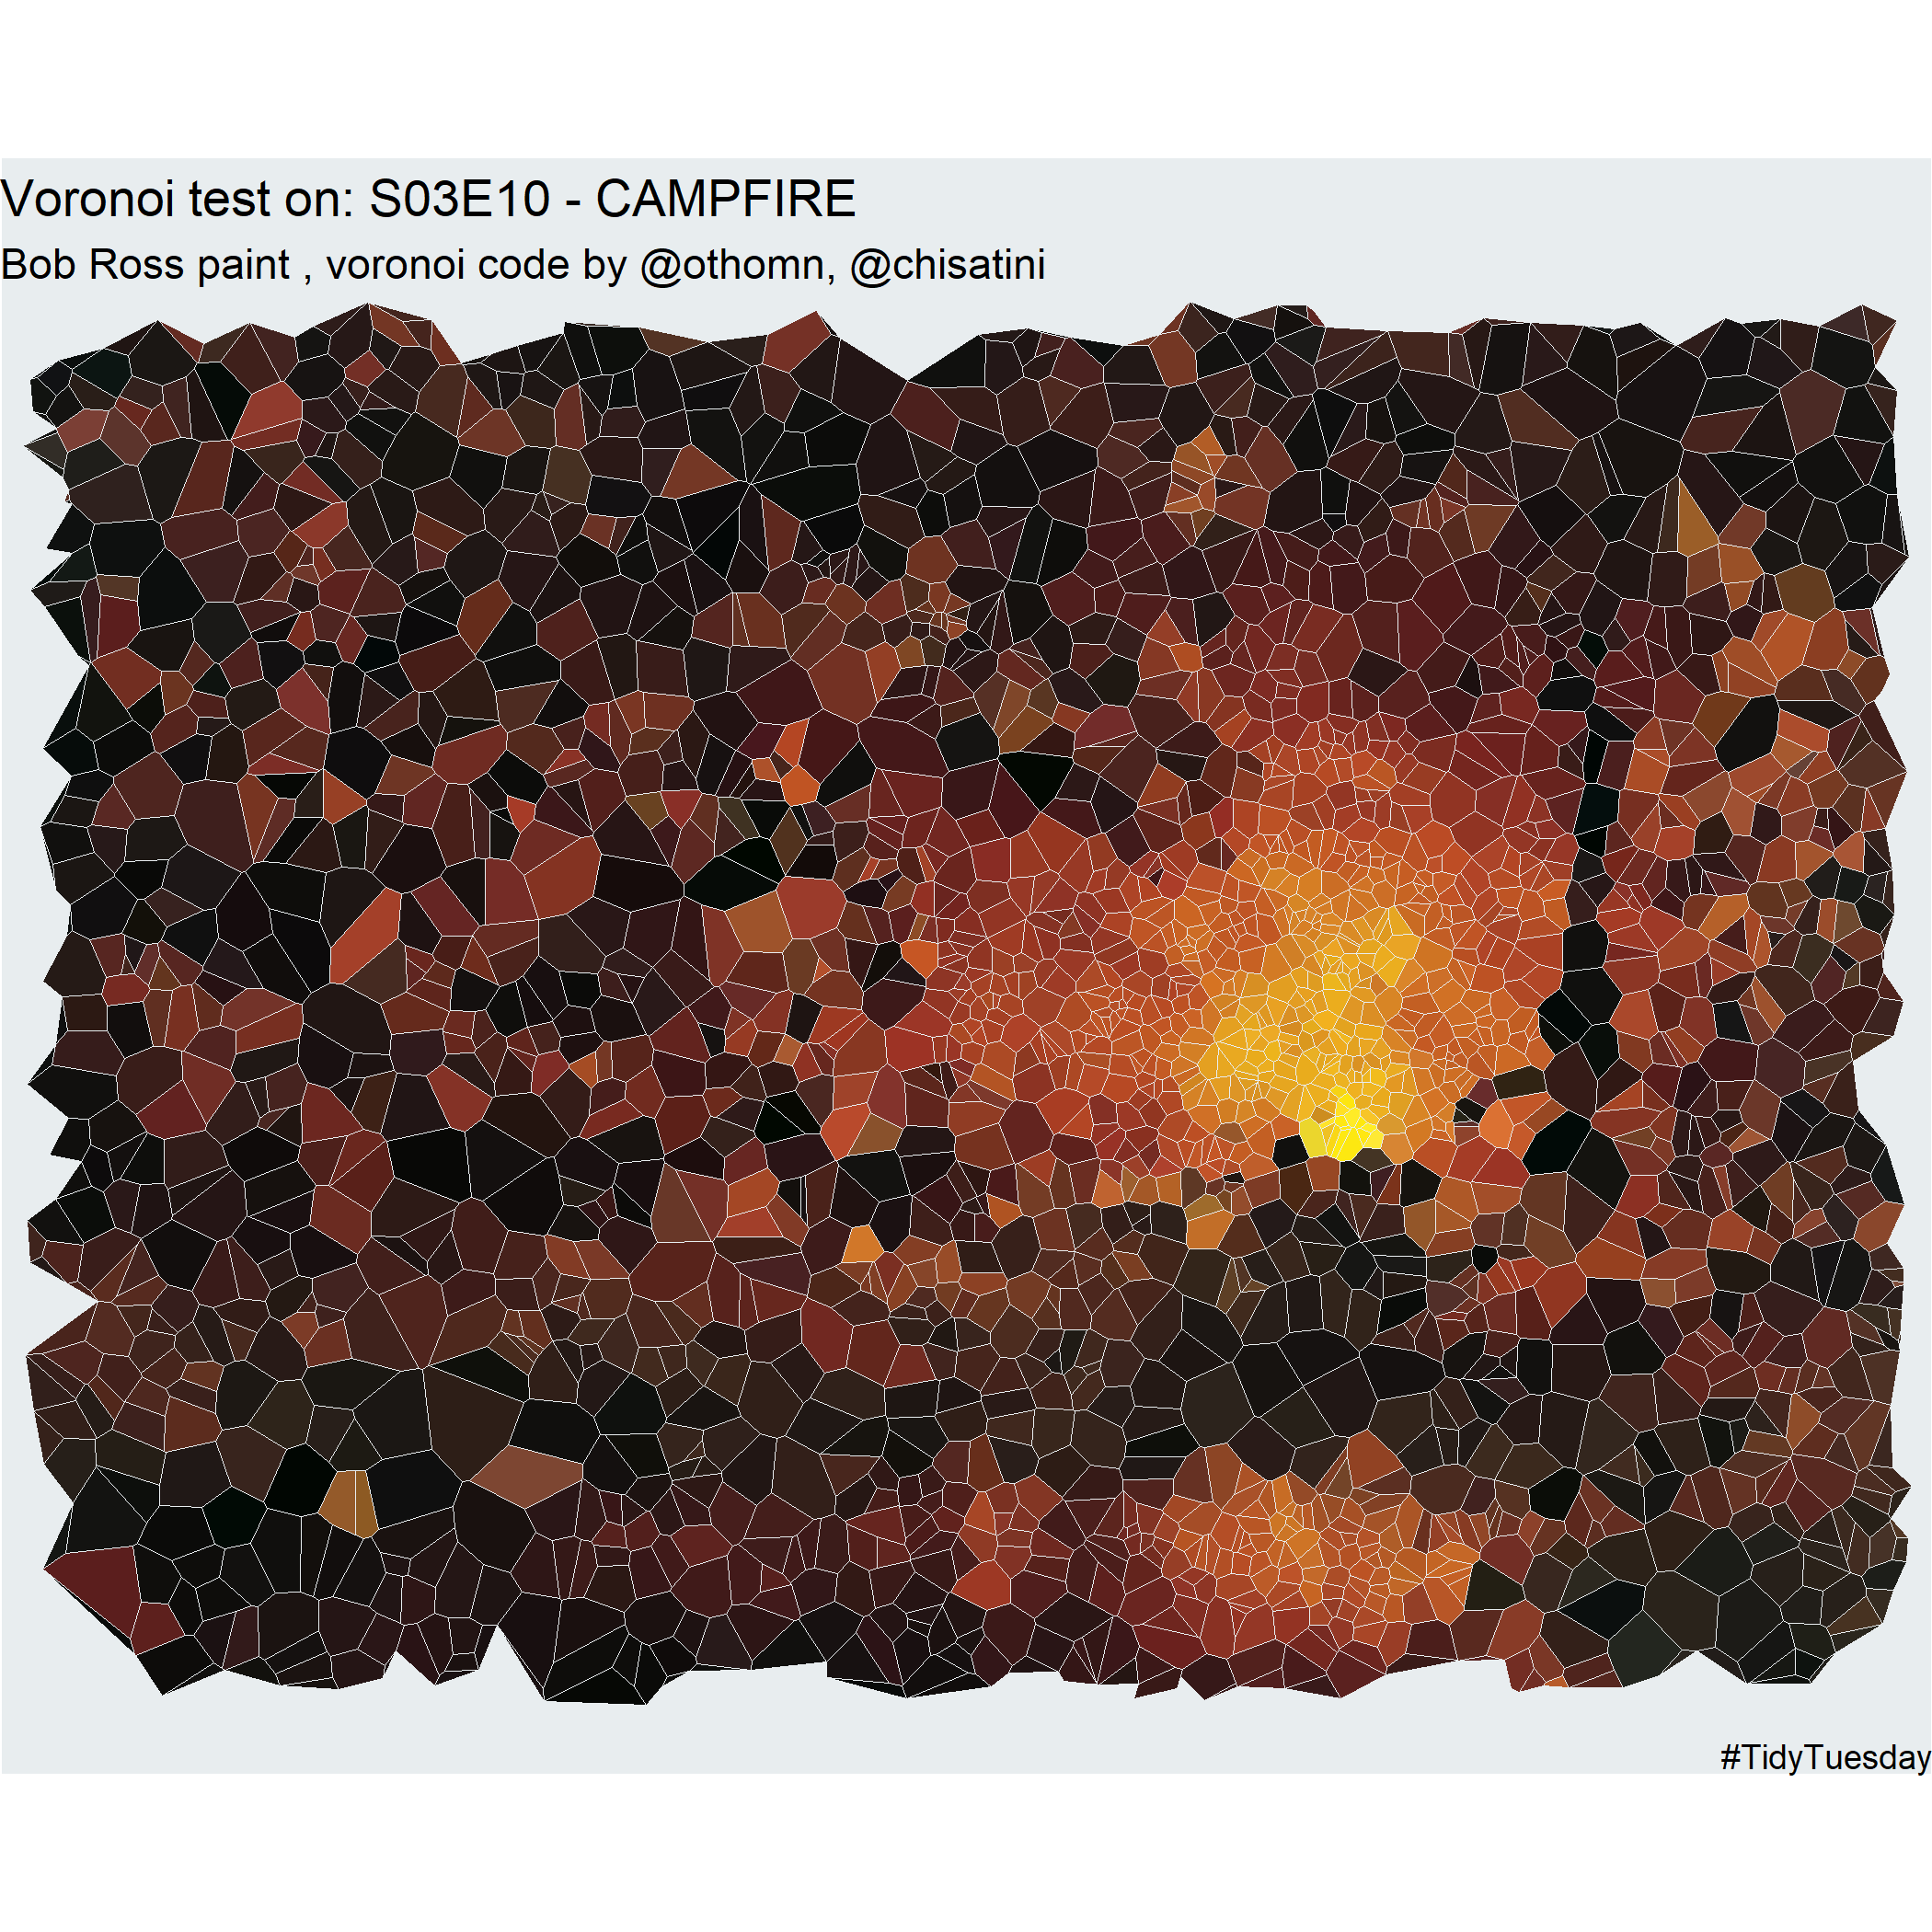 Voronoi test on: S03E10 - CAMPFIRE
Bob Ross paint , voronoi code by @othomn, @chisatini
#TidyTuesday